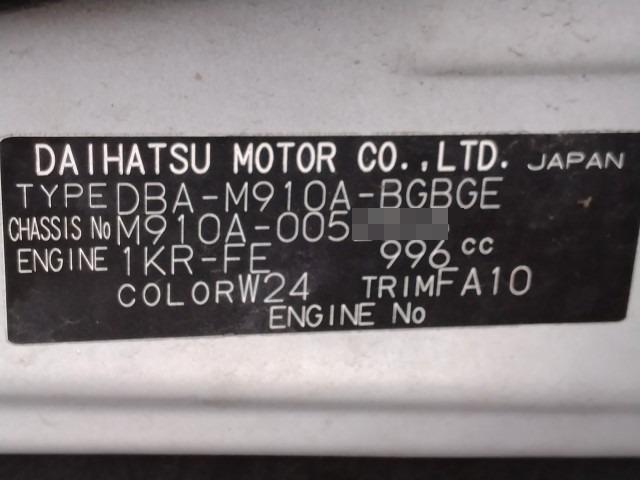 DAIHATSU MOTOR CO.,LTD. JAPAN
TYPE DBA-M910A-BGBGE
CHASSIS No M910A-005
ENGINE 1KR-FE 996 cc
COLOR W24 TRIM FA10
ENGINE No